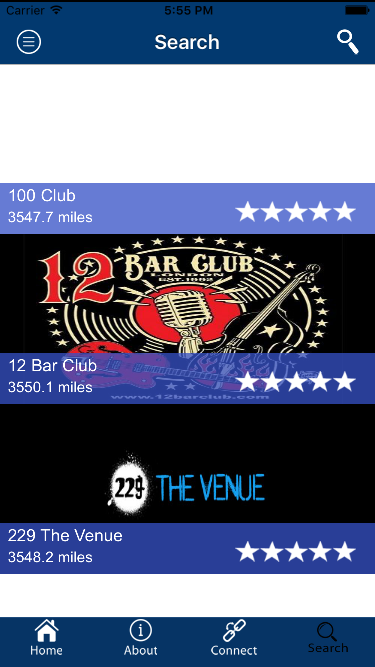 Carrier 5:55 PM
Search
100 Club
3547.7 miles
12 BAR CLUB
LONDON
EST. 1992
www.12barclub.com
12 Bar Club
3550.1 miles
229 THE VENUE
229 The Venue
3548.2 miles
Home About Connect Search